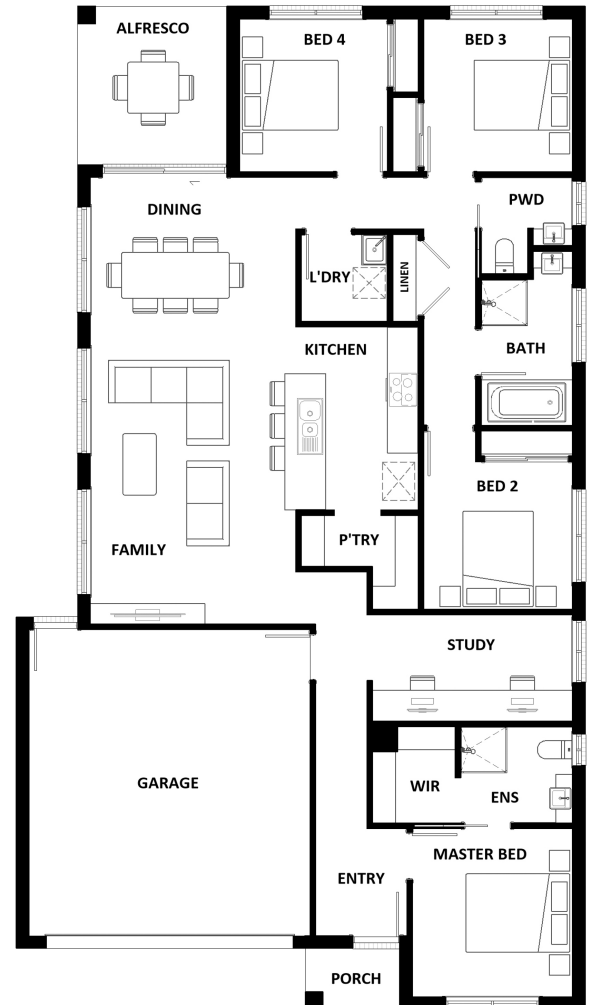 ALFRESCO
BED 4
BED 3
DINING
PWD
L'DRY
LINEN
KITCHEN
BATH
BED 2
P'TRY
FAMILY
STUDY
GARAGE
WIR
ENS
MASTER BED
ENTRY
PORCH